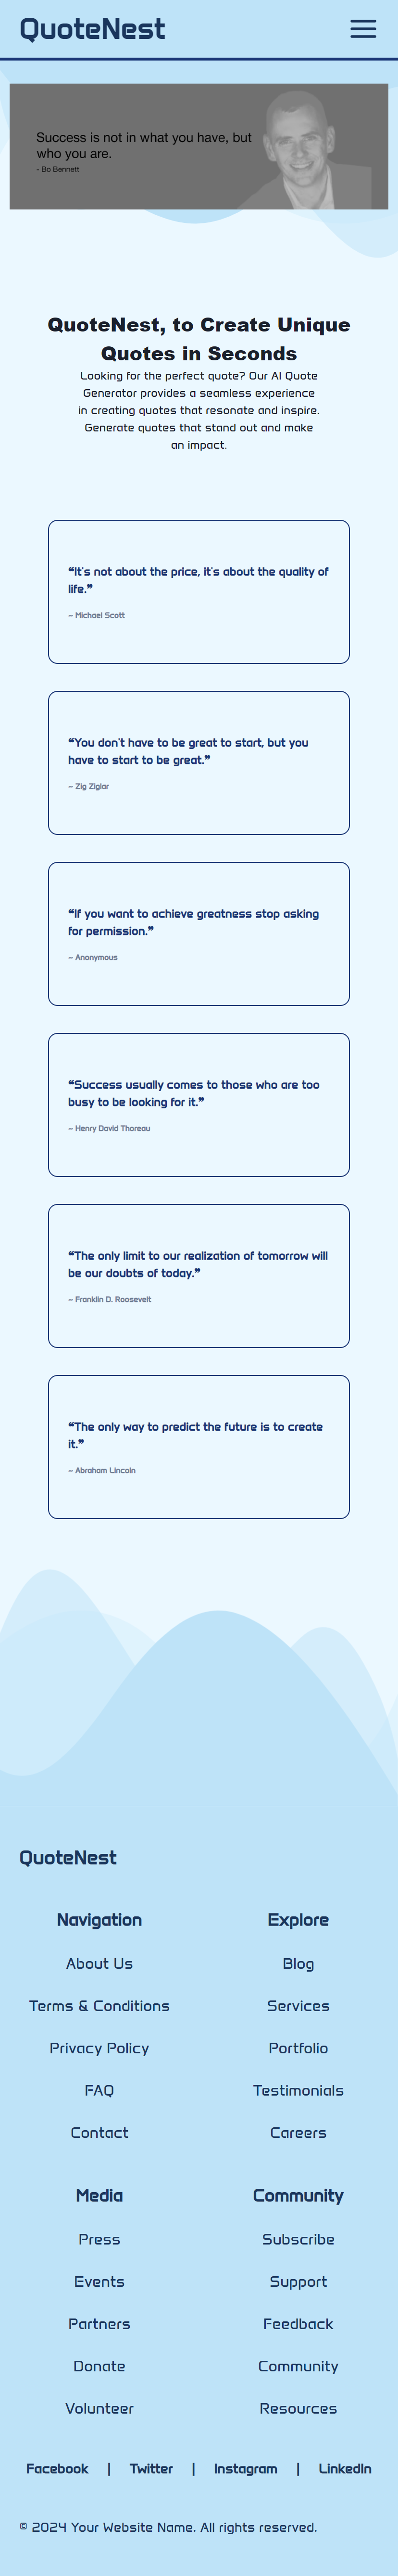 QuoteNest
Success is not in what you have, but
who you are.
- Bo Bennett
QuoteNest, to Create Unique
Quotes in Seconds
Looking for the perfect quote? Our AI Quote
Generator provides a seamless experience
in creating quotes that resonate and inspire.
Generate quotes that stand out and make
an impact.
❝It's not about the price, it's about the quality of
life.❞
– Michael Scott
❝You don't have to be great to start, but you
have to start to be great.❞
– Zig Ziglar
❝If you want to achieve greatness stop asking
for permission.❞
– Anonymous
❝Success usually comes to those who are too
busy to be looking for it.❞
– Henry David Thoreau
❝The only limit to our realization of tomorrow will
be our doubts of today.❞
– Franklin D. Roosevelt
❝The only way to predict the future is to create
it.❞
– Abraham Lincoln
QuoteNest
Navigation
About Us
Terms & Conditions
Privacy Policy
FAQ
Contact
Explore
Blog
Services
Portfolio
Testimonials
Careers
Media
Press
Events
Partners
Donate
Volunteer
Community
Subscribe
Support
Feedback
Community
Resources
Facebook | Twitter | Instagram | LinkedIn
© 2024 Your Website Name. All rights reserved.